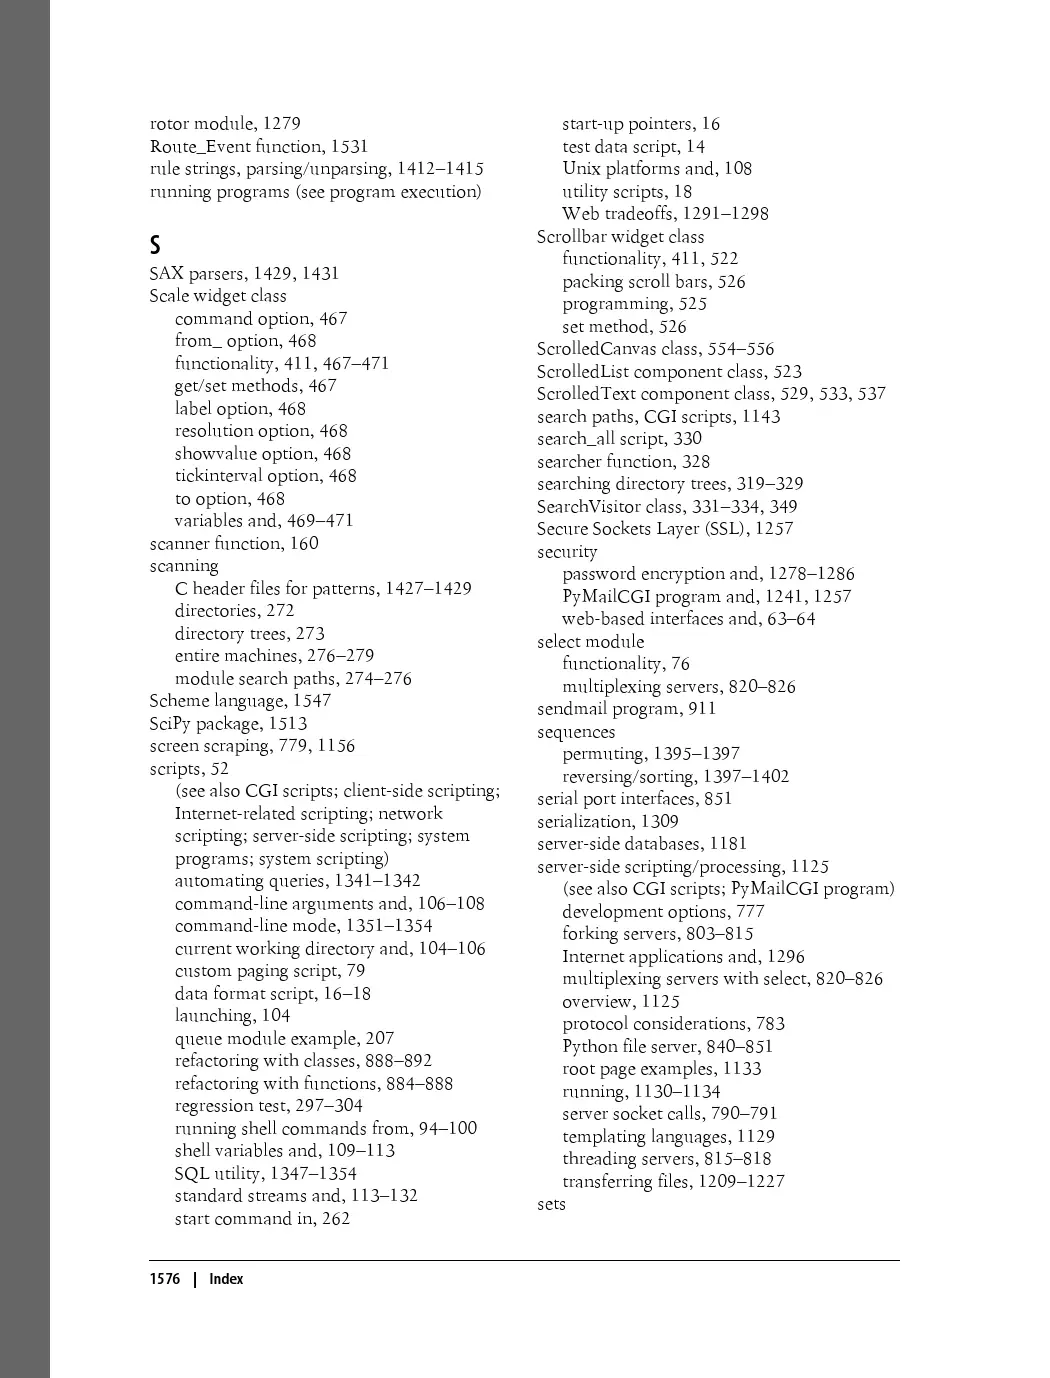 rotor module, 1279
Route_Event function, 1531
rule strings, parsing/unparsing, 1412–1415
running programs (see program execution)
S
SAX parsers, 1429, 1431
Scale widget class
command option, 467
from_ option, 468
functionality, 411, 467–471
get/set methods, 467
label option, 468
resolution option, 468
showvalue option, 468
tickinterval option, 468
to option, 468
variables and, 469–471
scanner function, 160
scanning
C header files for patterns, 1427–1429
directories, 272
directory trees, 273
entire machines, 276–279
module search paths, 274–276
Scheme language, 1547
SciPy package, 1513
screen scraping, 779, 1156
scripts, 52
(see also CGI scripts; client-side scripting;
Internet-related scripting; network
scripting; server-side scripting; system
programs; system scripting)
automating queries, 1341–1342
command-line arguments and, 106–108
command-line mode, 1351–1354
current working directory and, 104–106
custom paging script, 79
data format script, 16–18
launching, 104
queue module example, 207
refactoring with classes, 888–892
refactoring with functions, 884–888
regression test, 297–304
running shell commands from, 94–100
shell variables and, 109–113
SQL utility, 1347–1354
standard streams and, 113–132
start command in, 262
start-up pointers, 16
test data script, 14
Unix platforms and, 108
utility scripts, 18
Web tradeoffs, 1291–1298
Scrollbar widget class
functionality, 411, 522
packing scroll bars, 526
programming, 525
set method, 526
ScrolledCanvas class, 554–556
ScrolledList component class, 523
ScrolledText component class, 529, 533, 537
search paths, CGI scripts, 1143
search_all script, 330
searcher function, 328
searching directory trees, 319–329
SearchVisitor class, 331–334, 349
Secure Sockets Layer (SSL), 1257
security
password encryption and, 1278–1286
PyMailCGI program and, 1241, 1257
web-based interfaces and, 63–64
select module
functionality, 76
multiplexing servers, 820–826
sendmail program, 911
sequences
permuting, 1395–1397
reversing/sorting, 1397–1402
serial port interfaces, 851
serialization, 1309
server-side databases, 1181
server-side scripting/processing, 1125
(see also CGI scripts; PyMailCGI program)
development options, 777
forking servers, 803–815
Internet applications and, 1296
multiplexing servers with select, 820–826
overview, 1125
protocol considerations, 783
Python file server, 840–851
root page examples, 1133
running, 1130–1134
server socket calls, 790–791
templating languages, 1129
threading servers, 815–818
transferring files, 1209–1227
sets
1576 | Index